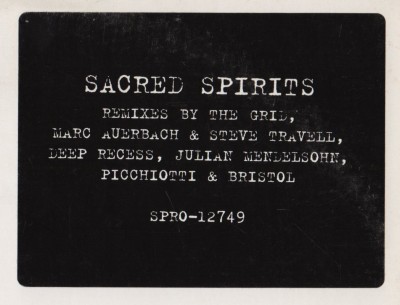 SACRED SPIRITS
REMIXES BY THE GRID,
MARC AUERBACH & STEVE TRAVELL,
DEEP RECESS, JULIAN MENDELSOHN,
PICCHIOTTI & BRISTOL
SPRO-12749